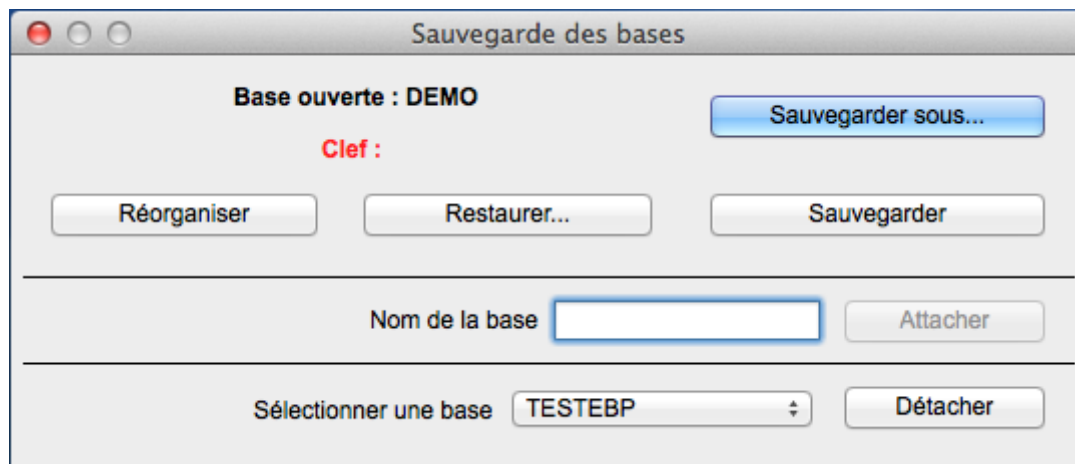 Sauvegarde des bases
Base ouverte : DEMO
Sauvegarder sous...
Clef :
Réorganiser
Restaurer...
Sauvegarder
Nom de la base
Attacher
Sélectionner une base
TESTEBP
Détacher